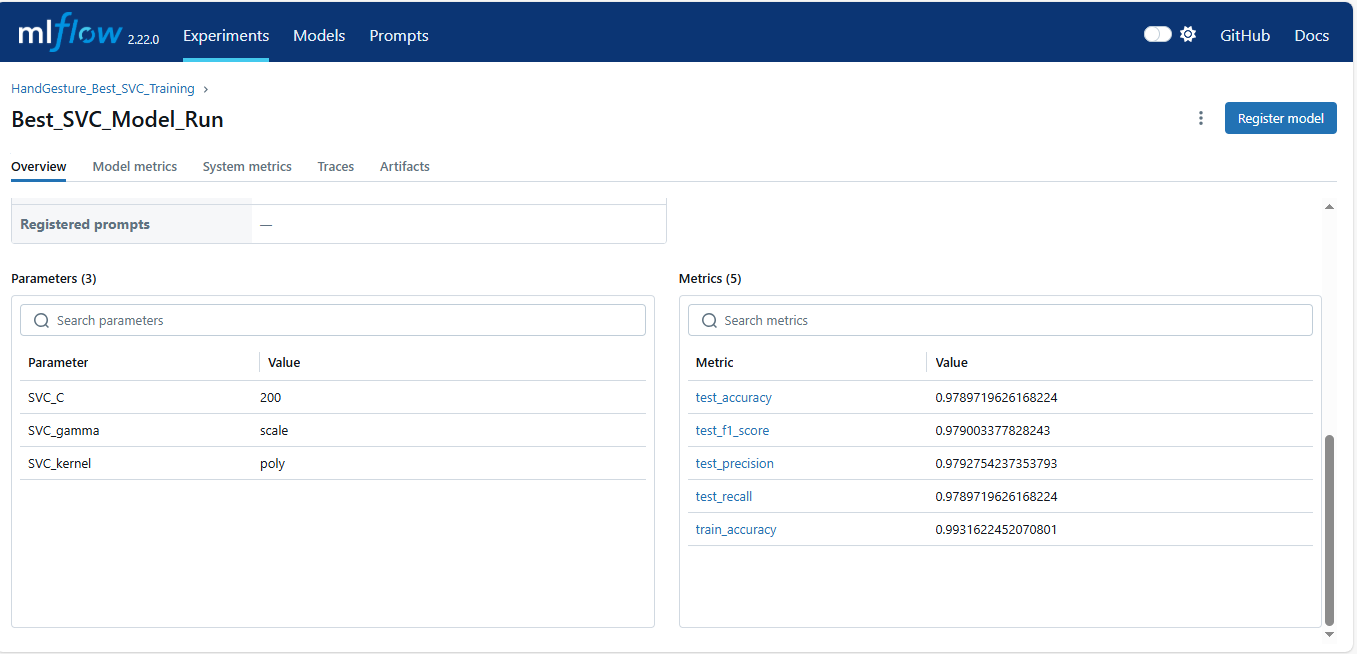 mlflow 2.22.0 Experiments Models Prompts GitHub Docs
HandGesture_Best_SVC_Training ›
Best_SVC_Model_Run
Register model
Overview Model metrics System metrics Traces Artifacts
Registered prompts —
Parameters (3)
Search parameters
Parameter Value
SVC_C 200
SVC_gamma scale
SVC_kernel poly
Metrics (5)
Search metrics
Metric Value
test_accuracy 0.9789719626168224
test_f1_score 0.979003377828243
test_precision 0.9792754237353793
test_recall 0.9789719626168224
train_accuracy 0.9931622452070801